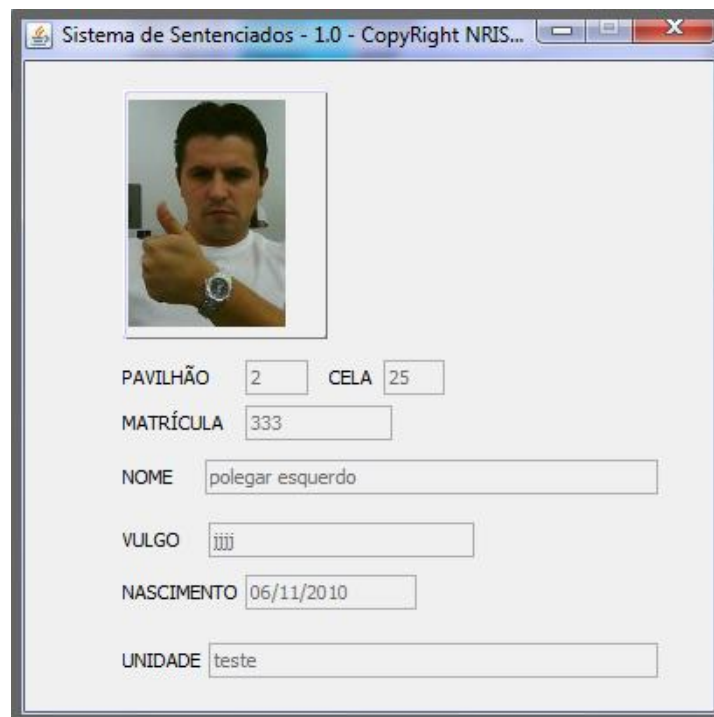 Sistema de Sentenciados - 1.0 - CopyRight NRIS...
PAVILHÃO 2 CELA 25
MATRÍCULA 333
NOME polegar esquerdo
VULGO jjjj
NASCIMENTO 06/11/2010
UNIDADE teste